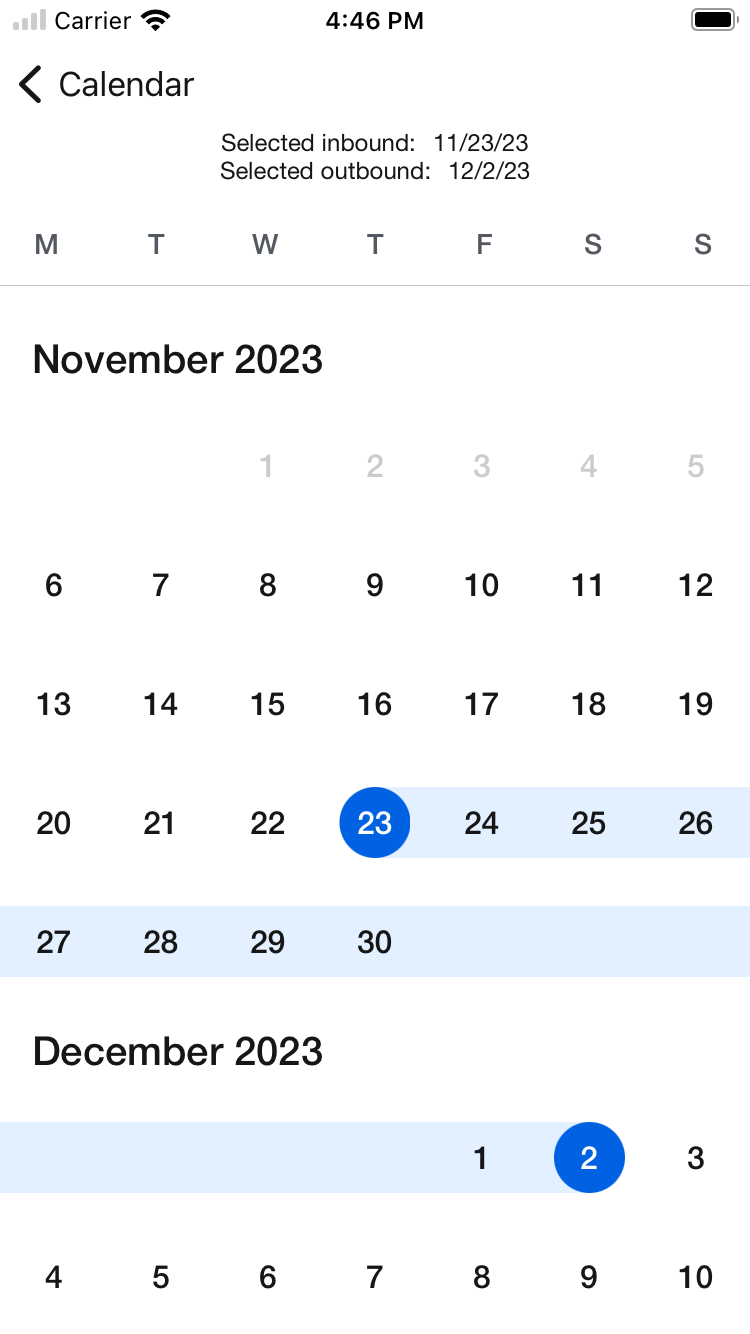 Carrier 4:46 PM
Calendar
Selected inbound: 11/23/23
Selected outbound: 12/2/23
M T W T F S S
November 2023
1 2 3 4 5
6 7 8 9 10 11 12
13 14 15 16 17 18 19
20 21 22 23 24 25 26
27 28 29 30
December 2023
1 2 3
4 5 6 7 8 9 10